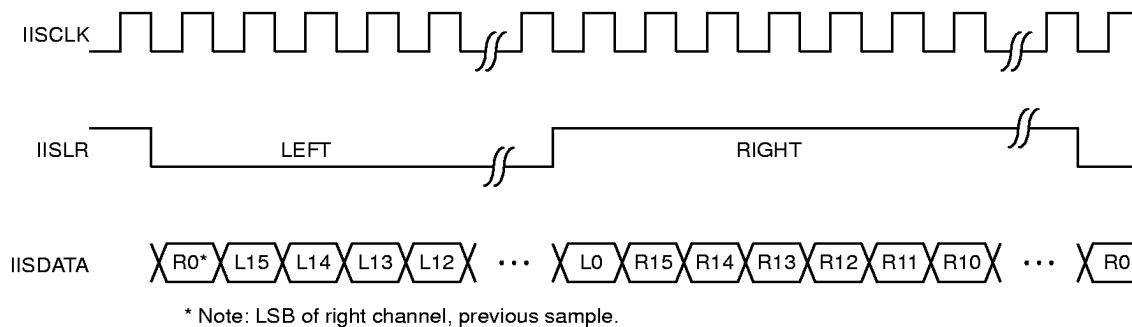 IISCLK
IISLR LEFT RIGHT
IISDATA R0* L15 L14 L13 L12 ··· L0 R15 R14 R13 R12 R11 R10 ··· R0
* Note: LSB of right channel, previous sample.